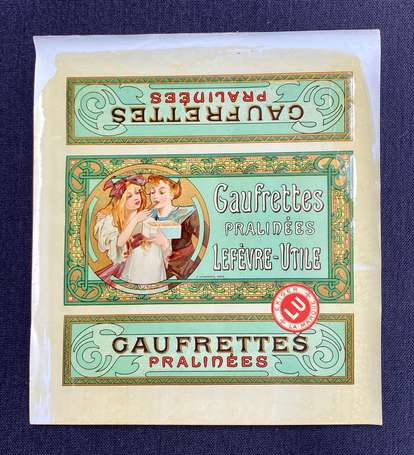 GAUFRETTES
PRALINÉES
Gaufrettes
PRALINÉES
LEFÈVRE-UTILE
LU
GAUFRETTES
PRALINÉES